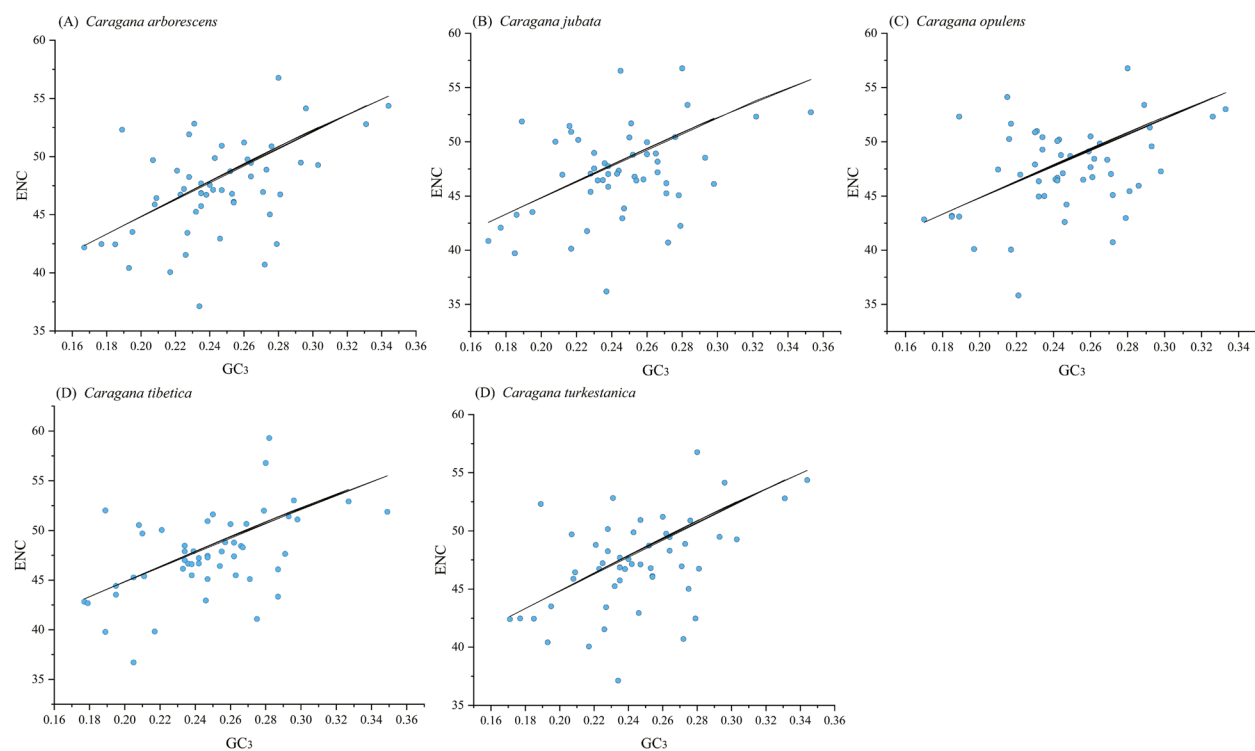 (A) Caragana arborescens
60
55
50
45
40
35
ENC
0.16 0.18 0.20 0.22 0.24 0.26 0.28 0.30 0.32 0.34 0.36
GC3
(B) Caragana jubata
60
55
50
45
40
35
ENC
0.18 0.20 0.22 0.24 0.26 0.28 0.30 0.32 0.34 0.36
GC3
(C) Caragana opulens
60
55
50
45
40
35
ENC
0.16 0.18 0.20 0.22 0.24 0.26 0.28 0.30 0.32 0.34
GC3
(D) Caragana tibetica
60
55
50
45
40
35
ENC
0.16 0.18 0.20 0.22 0.24 0.26 0.28 0.30 0.32 0.34 0.36
GC3
(D) Caragana turkestanica
60
55
50
45
40
35
ENC
0.16 0.18 0.20 0.22 0.24 0.26 0.28 0.30 0.32 0.34 0.36
GC3